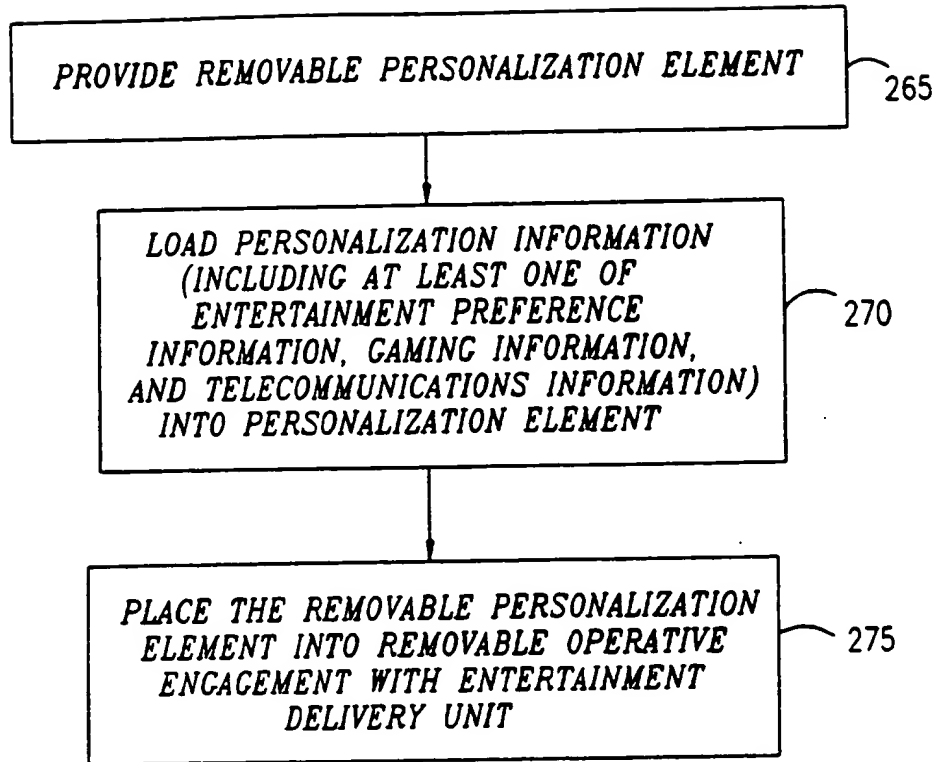 PROVIDE REMOVABLE PERSONALIZATION ELEMENT
265
LOAD PERSONALIZATION INFORMATION
(INCLUDING AT LEAST ONE OF
ENTERTAINMENT PREFERENCE
INFORMATION, GAMING INFORMATION,
AND TELECOMMUNICATIONS INFORMATION)
INTO PERSONALIZATION ELEMENT
270
PLACE THE REMOVABLE PERSONALIZATION
ELEMENT INTO REMOVABLE OPERATIVE
ENGAGEMENT WITH ENTERTAINMENT
DELIVERY UNIT
275